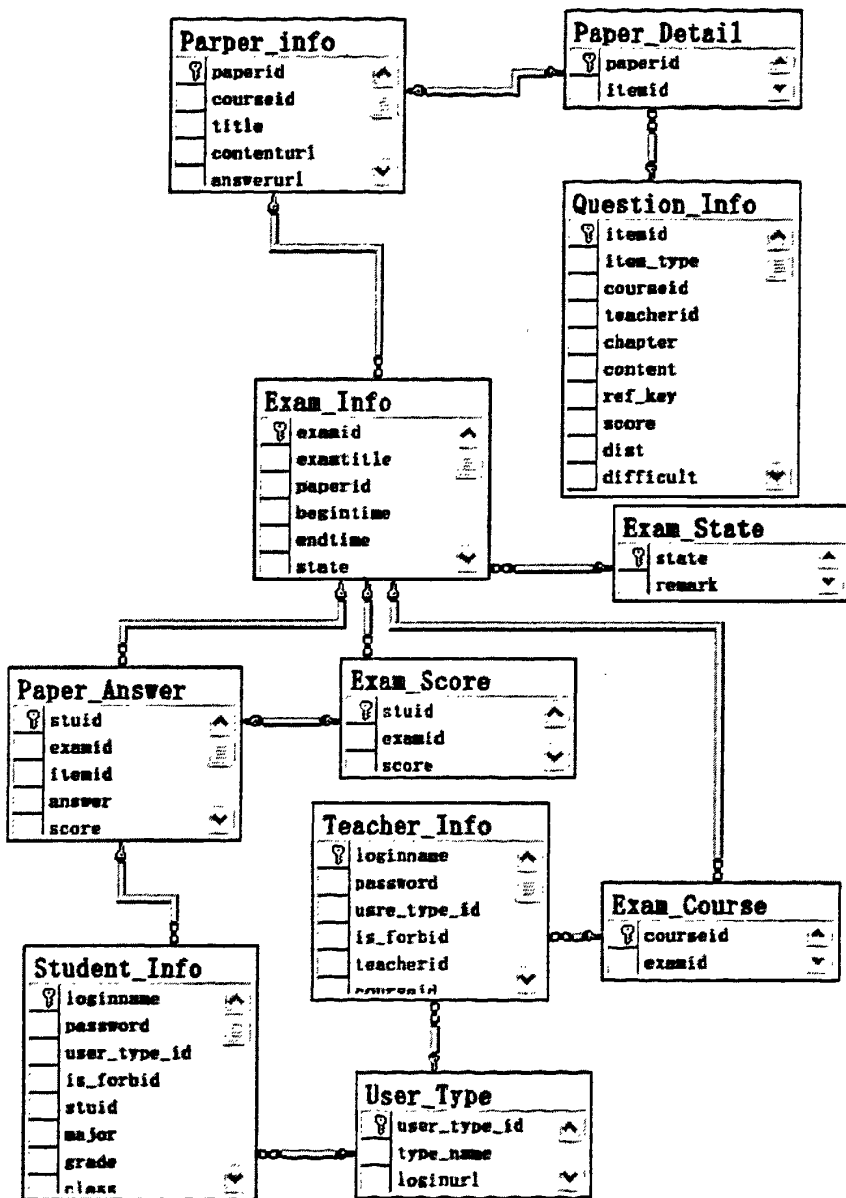 Parper_info
paperid
courseid
title
contenturl
answerurl
Paper_Detail
paperid
itemid
Question_Info
itemid
item_type
courseid
teacherid
chapter
content
ref_key
score
dist
difficult
Exam_Info
examid
examtitle
paperid
begintime
endtime
state
Exam_State
state
remark
Paper_Answer
stuid
examid
itemid
answer
score
Exam_Score
stuid
examid
score
Teacher_Info
loginname
password
usre_type_id
is_forbid
teacherid
courseid
Exam_Course
courseid
examid
Student_Info
loginname
password
user_type_id
is_forbid
stuid
major
grade
class
User_Type
user_type_id
type_name
loginurl